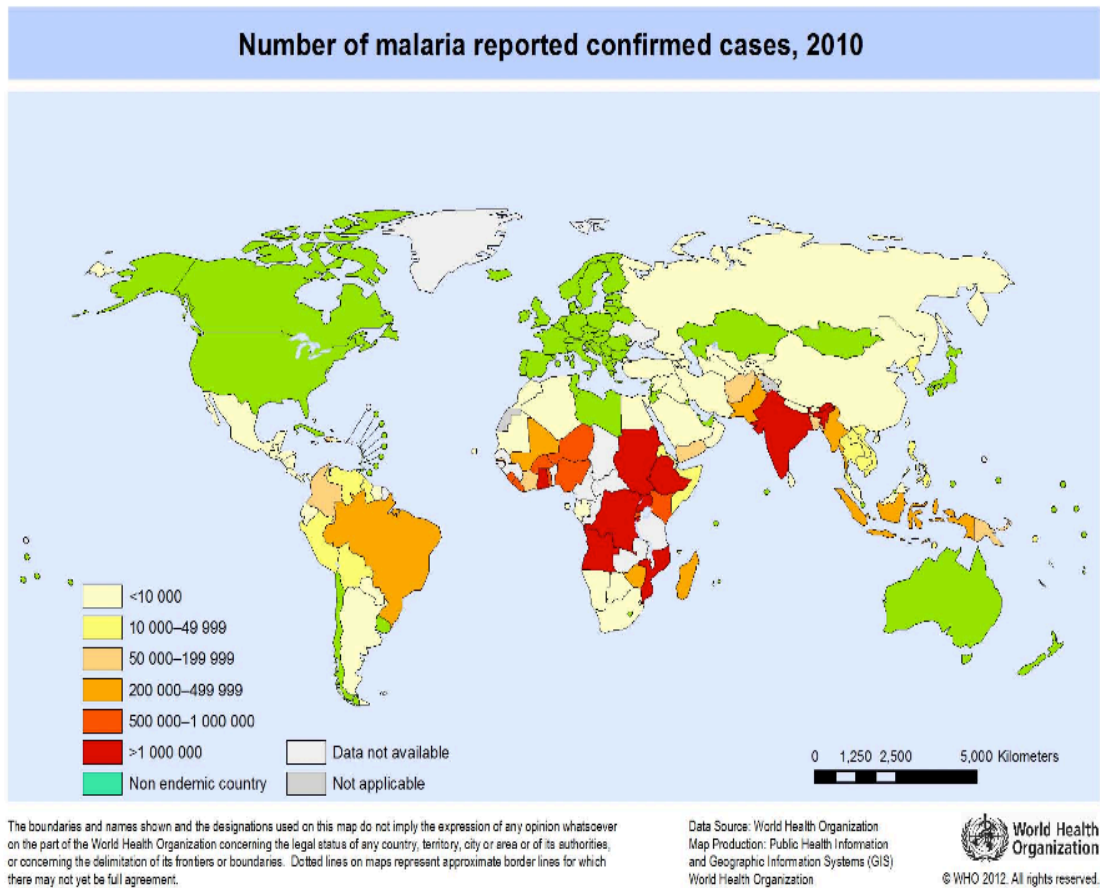 Number of malaria reported confirmed cases, 2010
<10 000
10 000–49 999
50 000–199 999
200 000–499 999
500 000–1 000 000
>1 000 000
Non endemic country
Data not available
Not applicable
0 1,250 2,500 5,000 Kilometers
The boundaries and names shown and the designations used on this map do not imply the expression of any opinion whatsoever
on the part of the World Health Organization concerning the legal status of any country, territory, city or area or of its authorities,
or concerning the delimitation of its frontiers or boundaries. Dotted lines on maps represent approximate border lines for which
there may not yet be full agreement.
Data Source: World Health Organization
Map Production: Public Health Information
and Geographic Information Systems (GIS)
World Health Organization
World Health
Organization
© WHO 2012. All rights reserved.